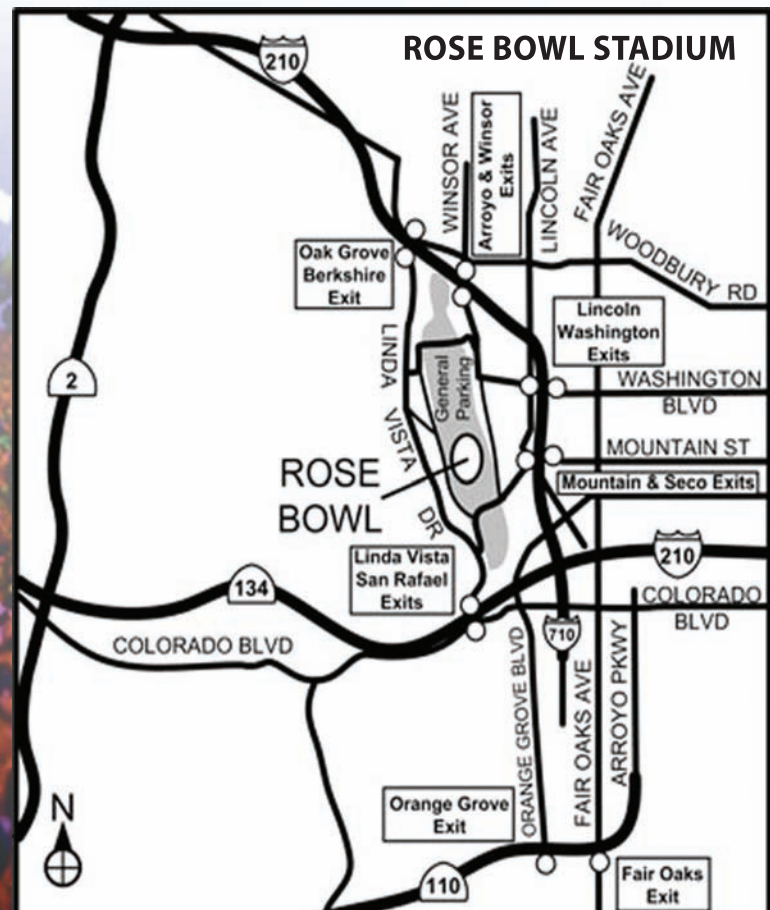 ROSE BOWL STADIUM
210
WINSOR AVE
Arroyo & Winsor
Exits
LINCOLN AVE
FAIR OAKS AVE
Oak Grove
Berkshire
Exit
WOODBURY RD
Lincoln
Washington
Exits
2
LINDA VISTA DR
General
Parking
WASHINGTON
BLVD
MOUNTAIN ST
ROSE
BOWL
Mountain & Seco Exits
Linda Vista
San Rafael
Exits
210
134
COLORADO
BLVD
COLORADO BLVD
710
ORANGE GROVE BLVD
FAIR OAKS AVE
ARROYO PKWY
N
Orange Grove
Exit
110
Fair Oaks
Exit